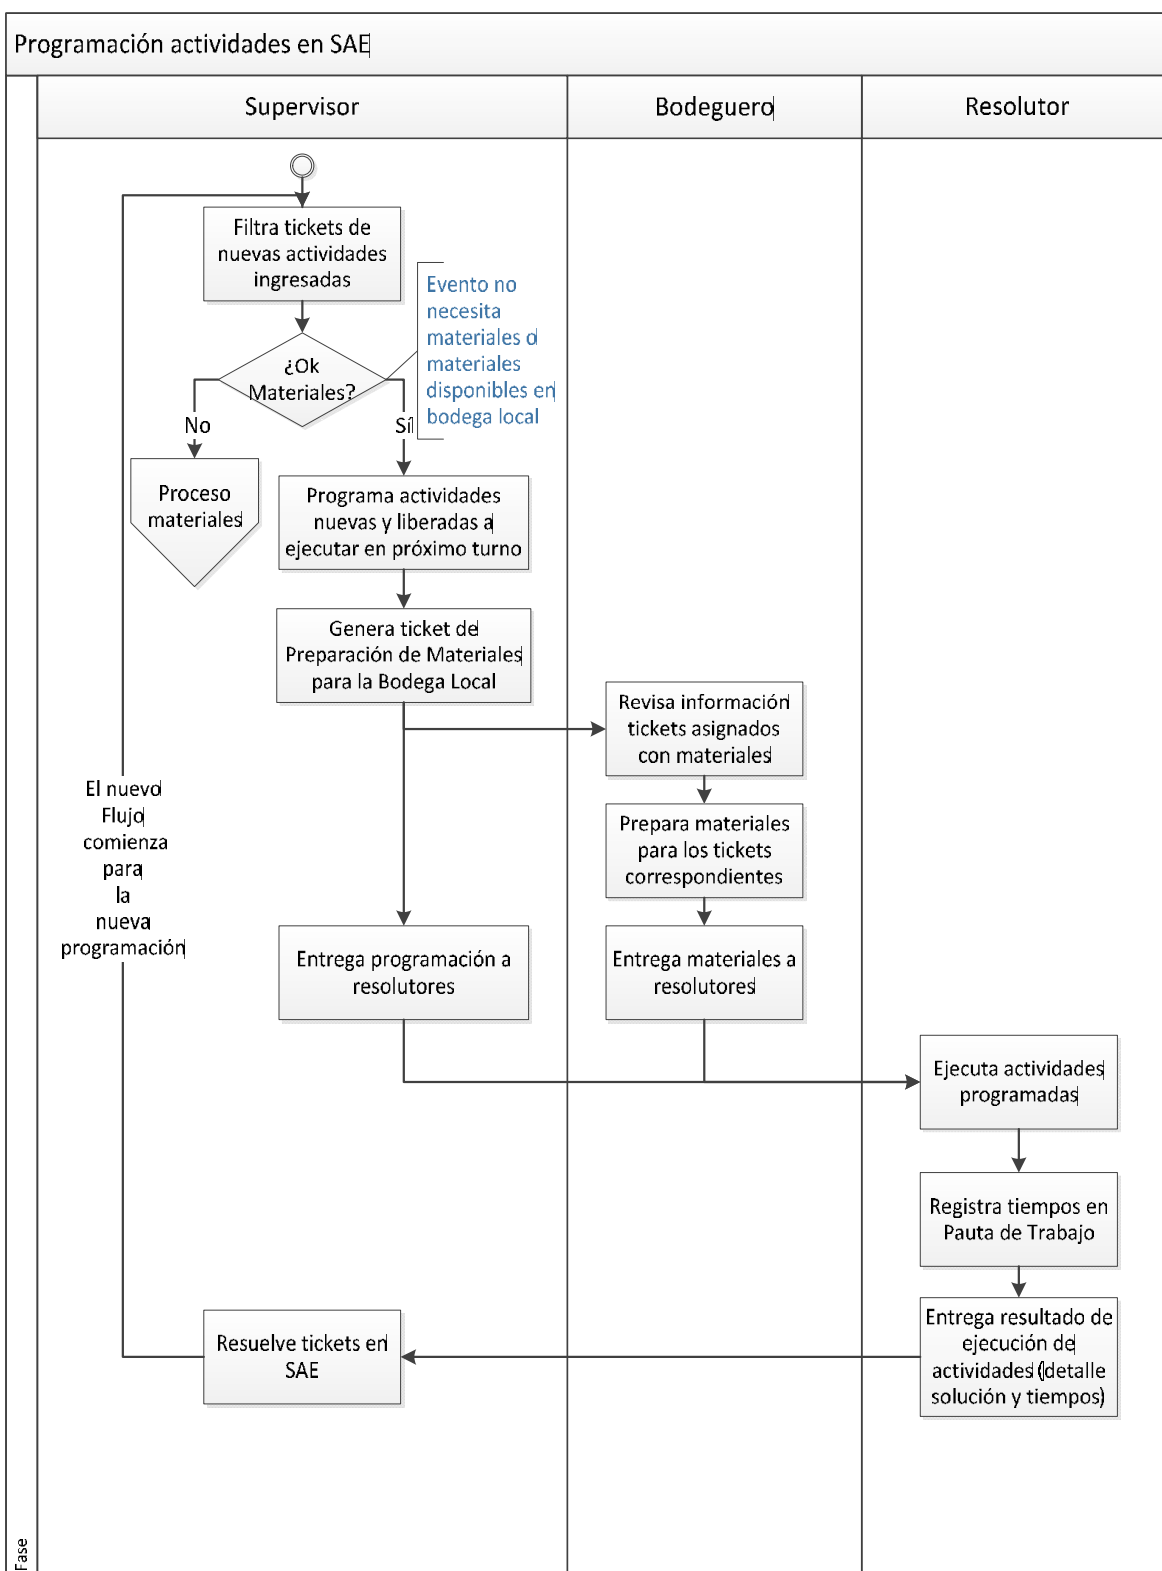 Programación actividades en SAE
Supervisor
Bodeguero
Resolutor
Filtra tickets de
nuevas actividades
ingresadas
Evento no
necesita
materiales o
materiales
disponibles en
bodega local
¿Ok
Materiales?
No
Sí
Proceso
materiales
Programa actividades
nuevas y liberadas a
ejecutar en próximo turno
Genera ticket de
Preparación de Materiales
para la Bodega Local
Revisa información
tickets asignados
con materiales
El nuevo
Flujo
comienza
para
la
nueva
programación
Prepara materiales
para los tickets
correspondientes
Entrega programación a
resolutores
Entrega materiales a
resolutores
Ejecuta actividades
programadas
Registra tiempos en
Pauta de Trabajo
Entrega resultado de
ejecución de
actividades (detalle
solución y tiempos)
Resuelve tickets en
SAE
Fase